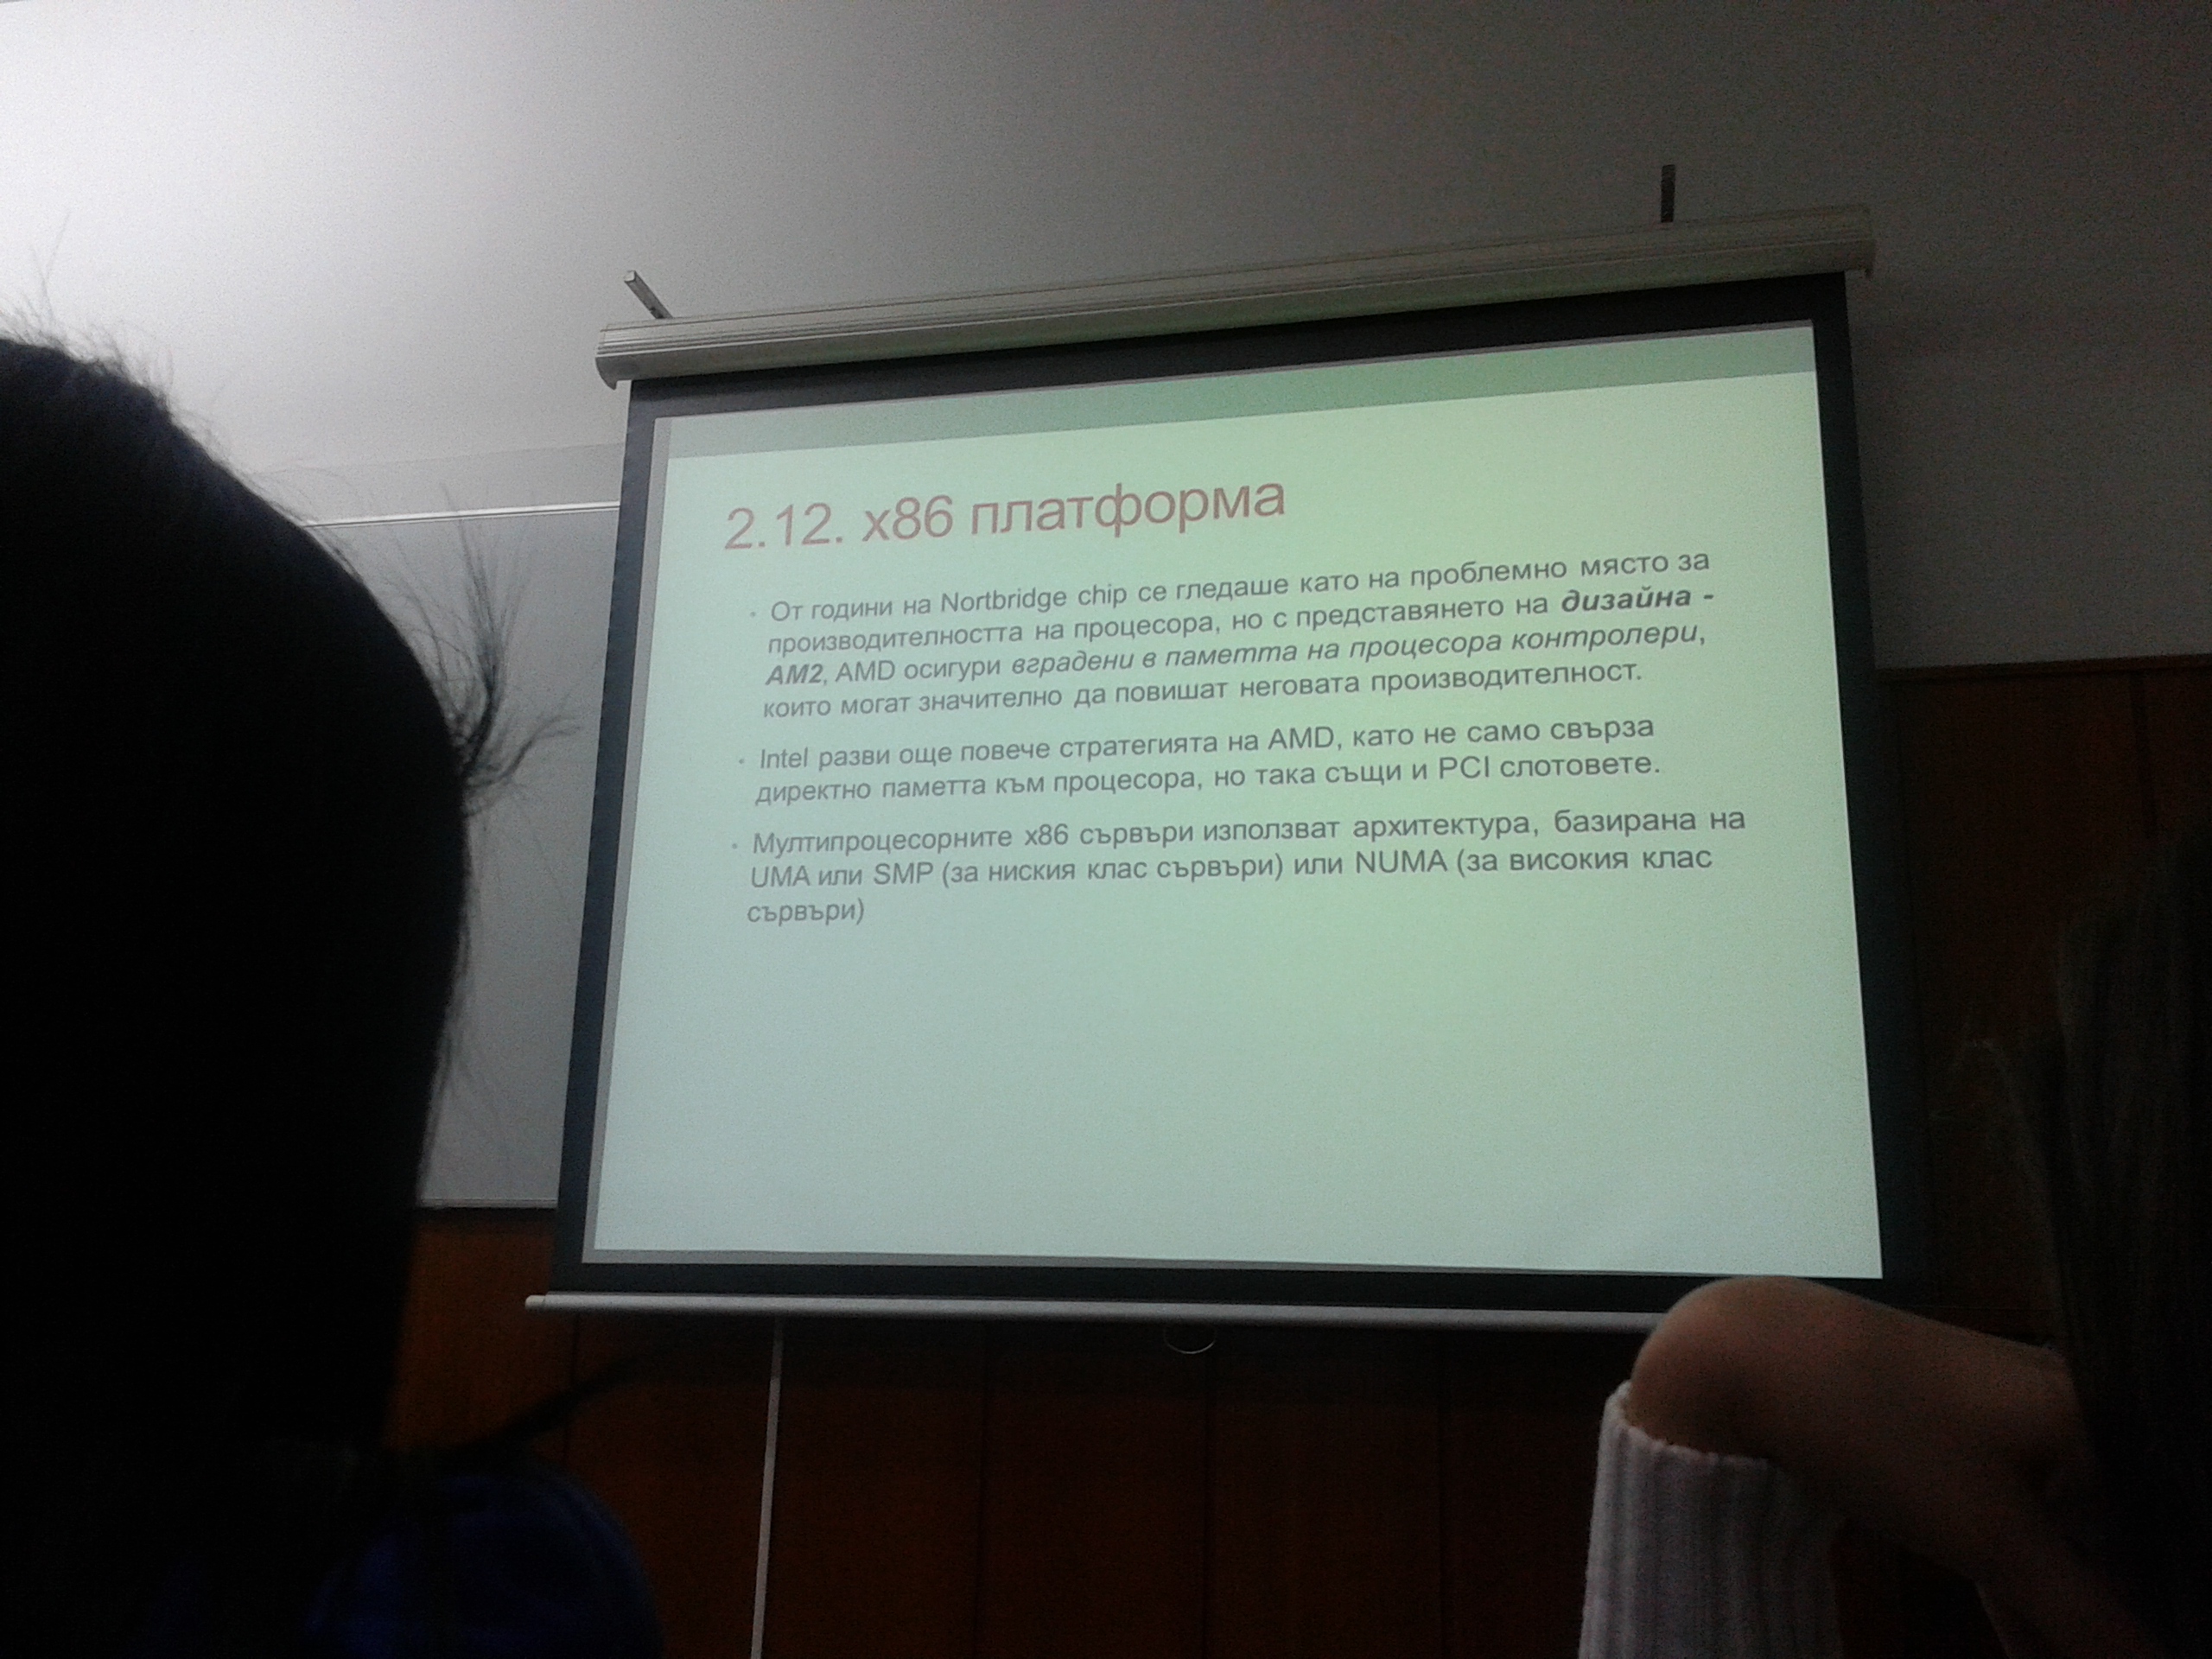 2.12. x86 платформа
• От години на Nortbridge chip се гледаше като на проблемно място за
производителността на процесора, но с представянето на дизайна -
AM2, AMD осигури вградени в паметта на процесора контролери,
които могат значително да повишат неговата производителност.
• Intel разви още повече стратегията на AMD, като не само свърза
директно паметта към процесора, но така същи и PCI слотовете.
• Мултипроцесорните x86 сървъри използват архитектура, базирана на
UMA или SMP (за ниския клас сървъри) или NUMA (за високия клас
сървъри)